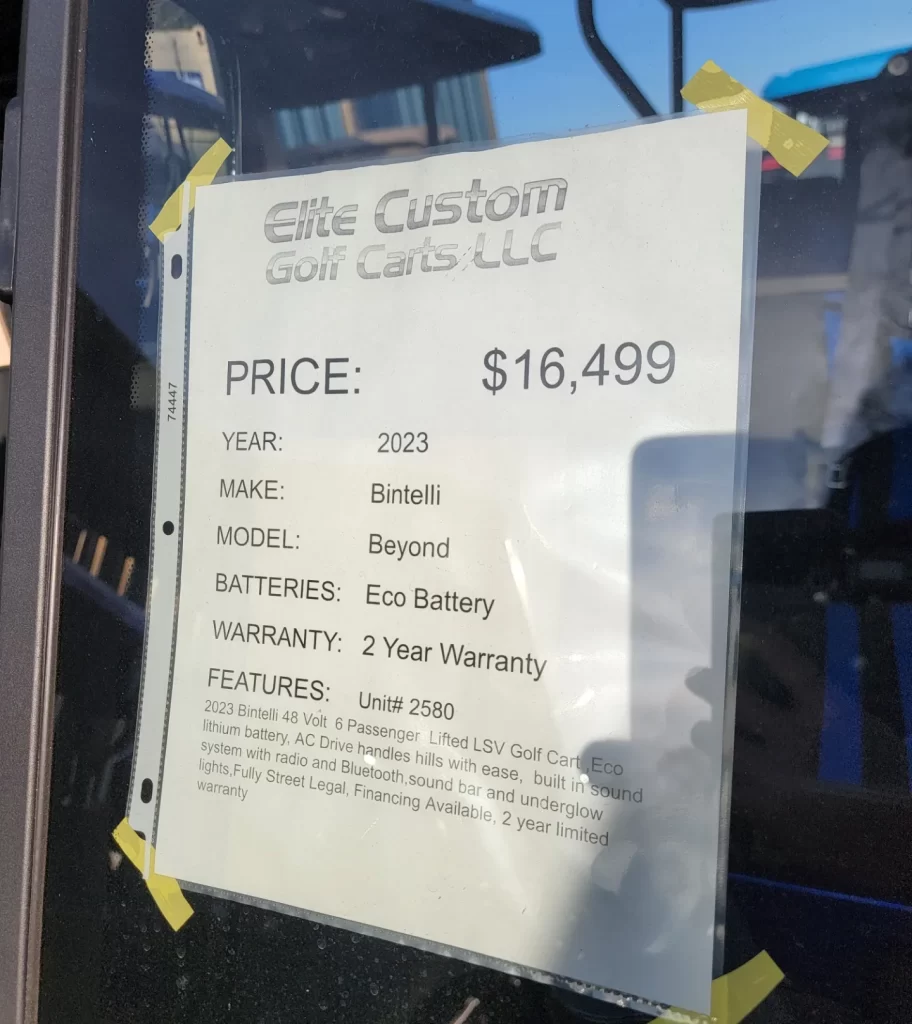 Elite Custom
Golf Carts, LLC
PRICE: $16,499
YEAR: 2023
MAKE: Bintelli
MODEL: Beyond
BATTERIES: Eco Battery
WARRANTY: 2 Year Warranty
FEATURES: Unit# 2580
2023 Bintelli 48 Volt 6 Passenger Lifted LSV Golf Cart ,Eco
lithium battery, AC Drive handles hills with ease, built in sound
system with radio and Bluetooth,sound bar and underglow
lights,Fully Street Legal, Financing Available, 2 year limited
warranty
74447